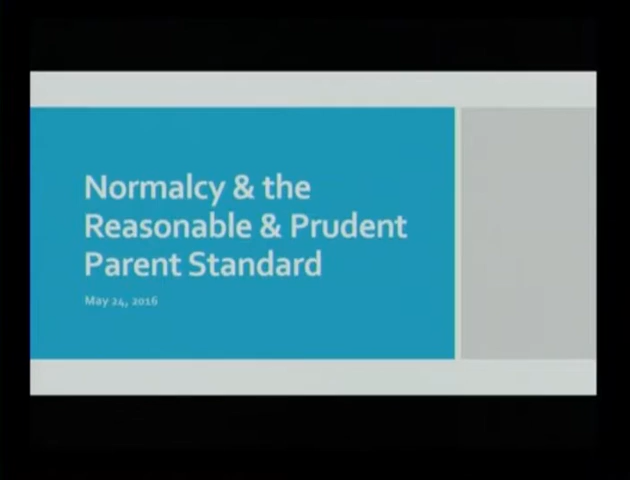 Normalcy & the
Reasonable & Prudent
Parent Standard
May 24, 2016